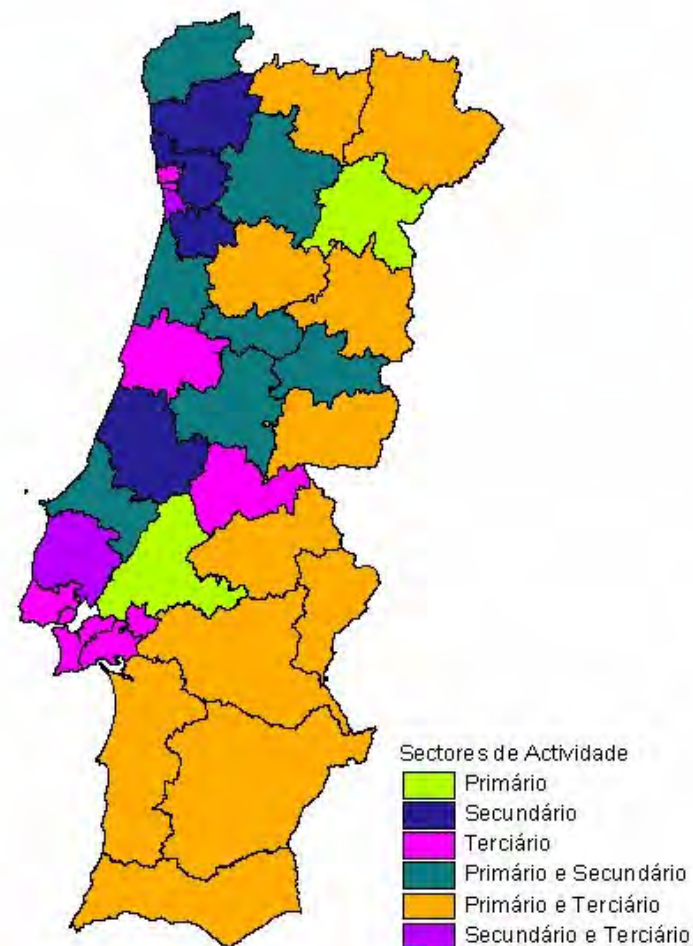 Sectores de Actividade
Primário
Secundário
Terciário
Primário e Secundário
Primário e Terciário
Secundário e Terciário